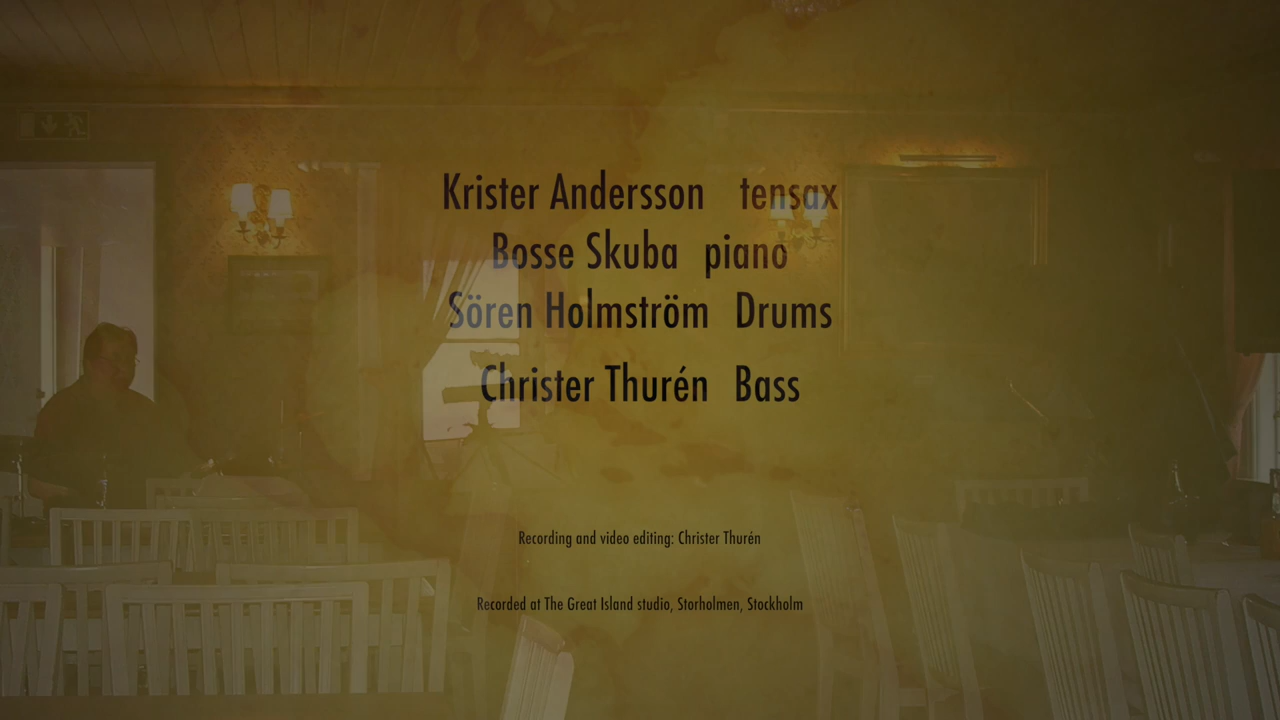 Krister Andersson tensax
Bosse Skuba piano
Sören Holmström Drums
Christer Thurén Bass
Recording and video editing: Christer Thurén
Recorded at The Great Island studio, Storholmen, Stockholm